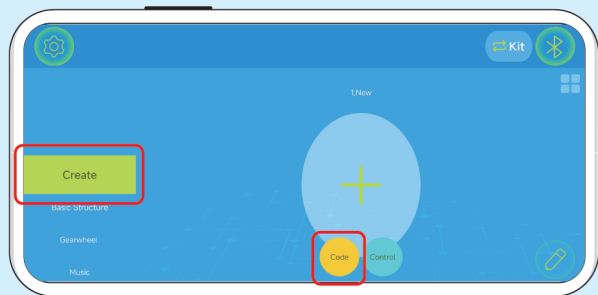 Kit
1.New
Create
Basic Structure
Gearwheel
Music
Code
Control